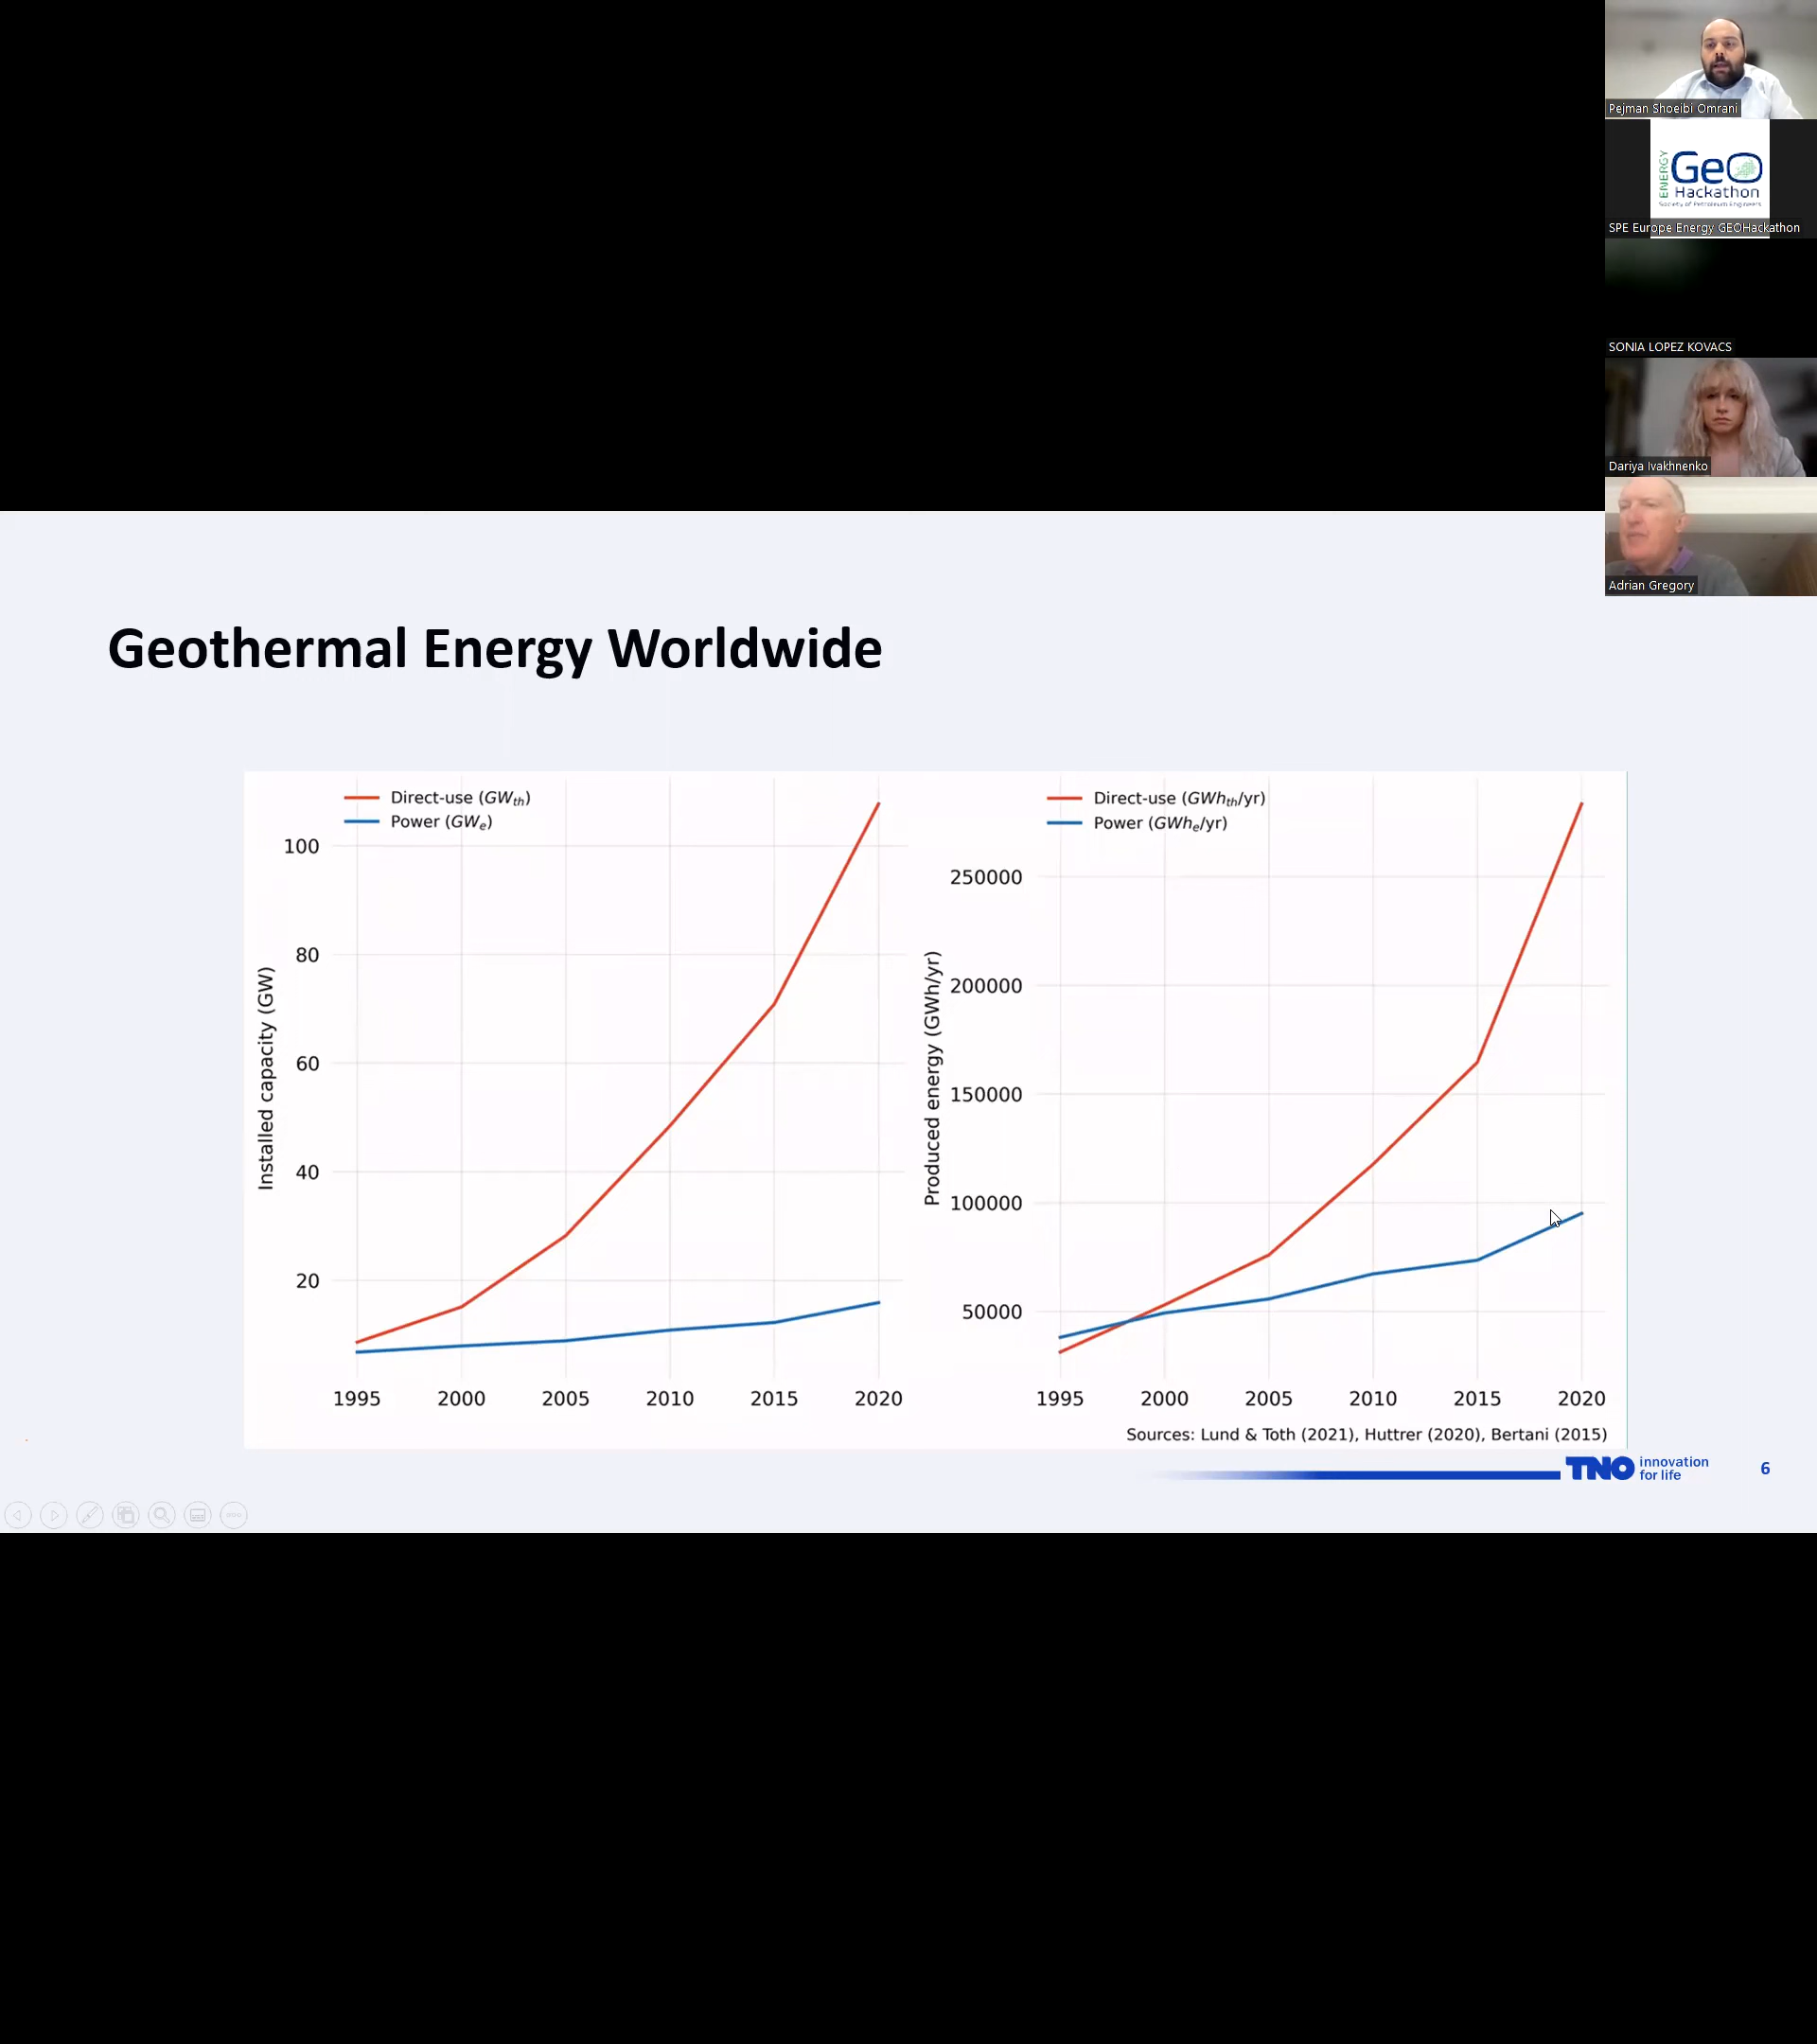 Pejman Shoeibi Omrani
ENERGY
GeO
Hackathon
Society of Petroleum Engineers
SPE Europe Energy GEOHackathon
SONIA LOPEZ KOVACS
Dariya Ivakhnenko
Adrian Gregory
Geothermal Energy Worldwide
Direct-use (GWth)
Power (GWe)
100
80
60
40
20
Installed capacity (GW)
1995 2000 2005 2010 2015 2020
Direct-use (GWhth/yr)
Power (GWhe/yr)
250000
200000
150000
100000
50000
Produced energy (GWh/yr)
1995 2000 2005 2010 2015 2020
Sources: Lund & Toth (2021), Huttrer (2020), Bertani (2015)
TNO innovation
for life
6